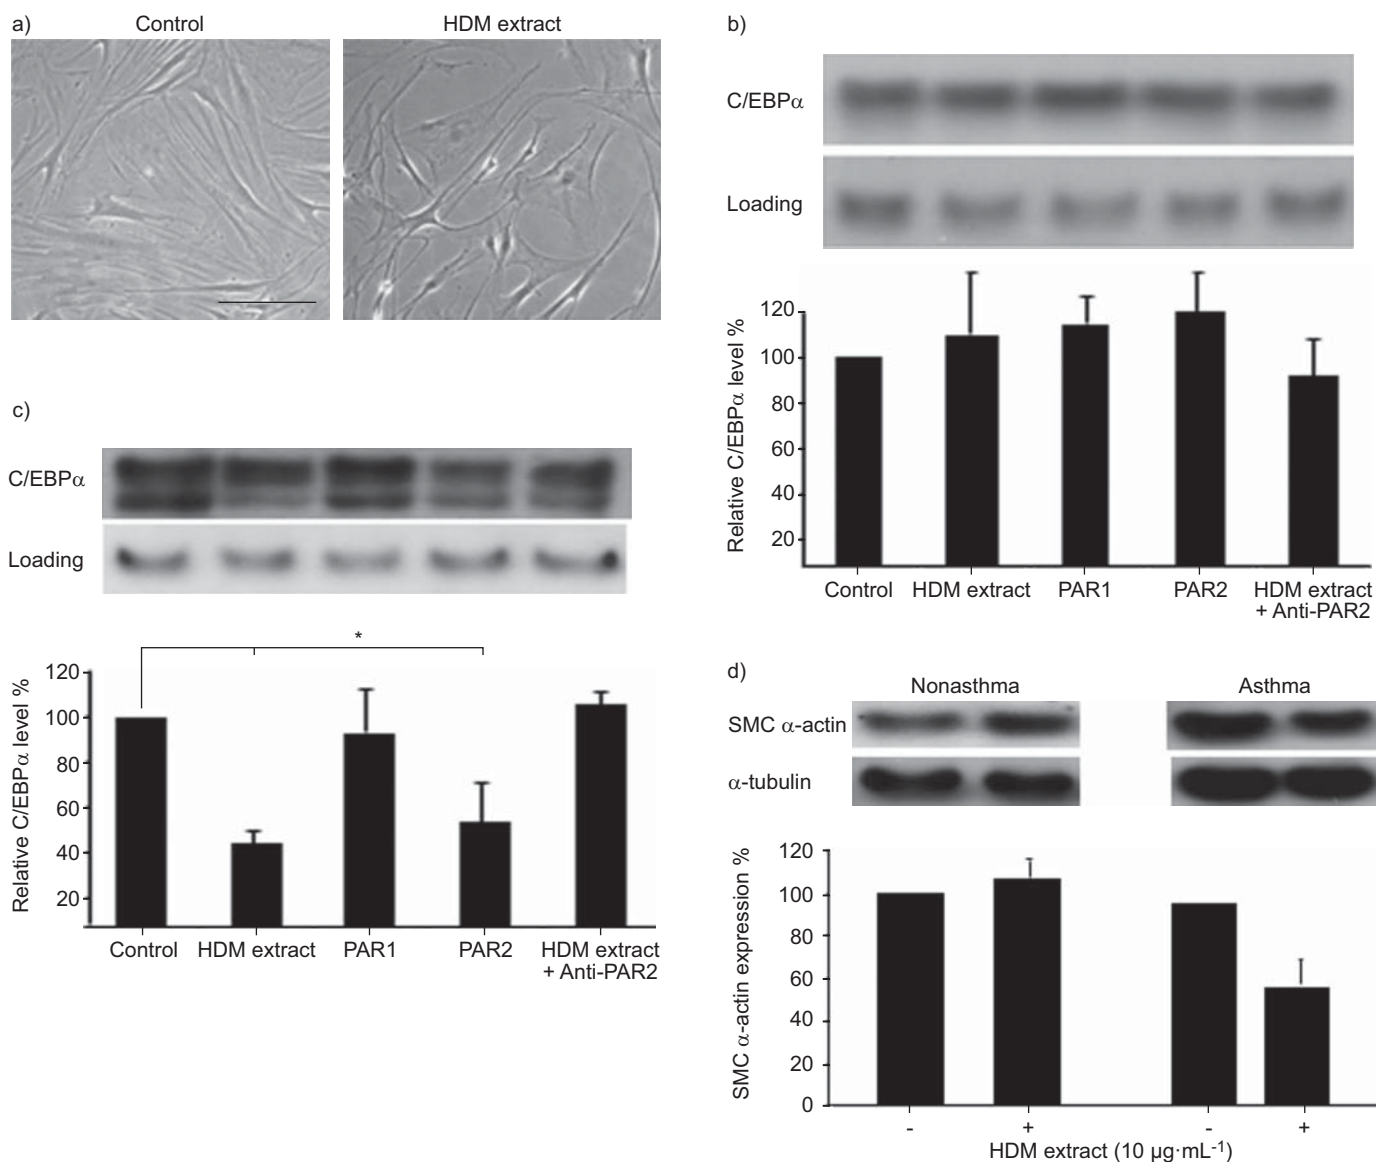 a)
Control
HDM extract
b)
C/EBPα
Loading
Relative C/EBPα level %
120
100
80
60
40
20
Control
HDM extract
PAR1
PAR2
HDM extract
+ Anti-PAR2
c)
C/EBPα
Loading
*
Relative C/EBPα level %
120
100
80
60
40
20
Control
HDM extract
PAR1
PAR2
HDM extract
+ Anti-PAR2
d)
Nonasthma
Asthma
SMC α-actin
α-tubulin
SMC α-actin expression %
120
100
80
60
40
20
0
-
+
-
+
HDM extract (10 µg·mL⁻¹)